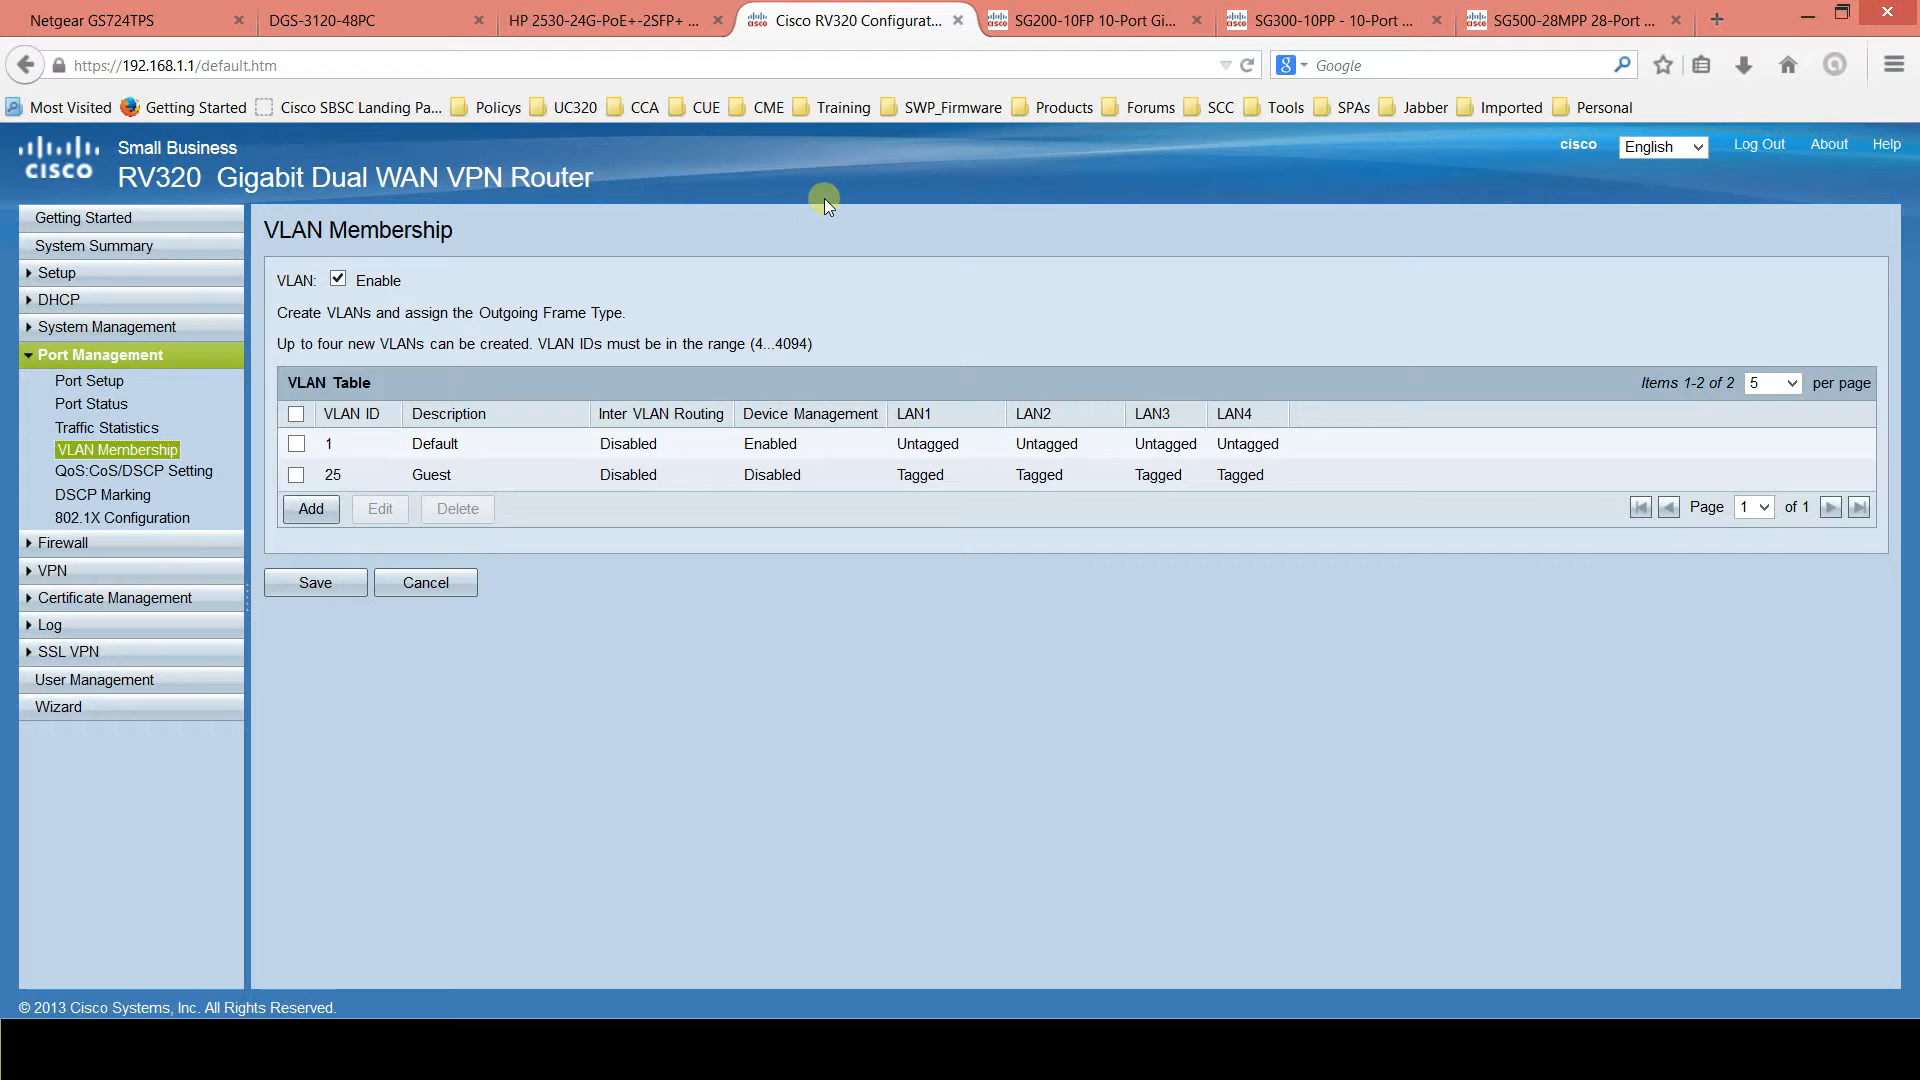 Netgear GS724TPS
DGS-3120-48PC
HP 2530-24G-PoE+-2SFP+ ...
Cisco RV320 Configurat...
SG200-10FP 10-Port Gi...
SG300-10PP - 10-Port ...
SG500-28MPP 28-Port ...
https://192.168.1.1/default.htm
Google
Most Visited Getting Started Cisco SBSC Landing Pa... Policys UC320 CCA CUE CME Training SWP_Firmware Products Forums SCC Tools SPAs Jabber Imported Personal
cisco
Small Business
RV320 Gigabit Dual WAN VPN Router
cisco English Log Out About Help
Getting Started
System Summary
Setup
DHCP
System Management
Port Management
Port Setup
Port Status
Traffic Statistics
VLAN Membership
QoS:CoS/DSCP Setting
DSCP Marking
802.1X Configuration
Firewall
VPN
Certificate Management
Log
SSL VPN
User Management
Wizard
VLAN Membership
VLAN: Enable
Create VLANs and assign the Outgoing Frame Type.
Up to four new VLANs can be created. VLAN IDs must be in the range (4...4094)
VLAN Table Items 1-2 of 2 5 per page
VLAN ID Description Inter VLAN Routing Device Management LAN1 LAN2 LAN3 LAN4
1 Default Disabled Enabled Untagged Untagged Untagged Untagged
25 Guest Disabled Disabled Tagged Tagged Tagged Tagged
Add Edit Delete Page 1 of 1
Save Cancel
© 2013 Cisco Systems, Inc. All Rights Reserved.